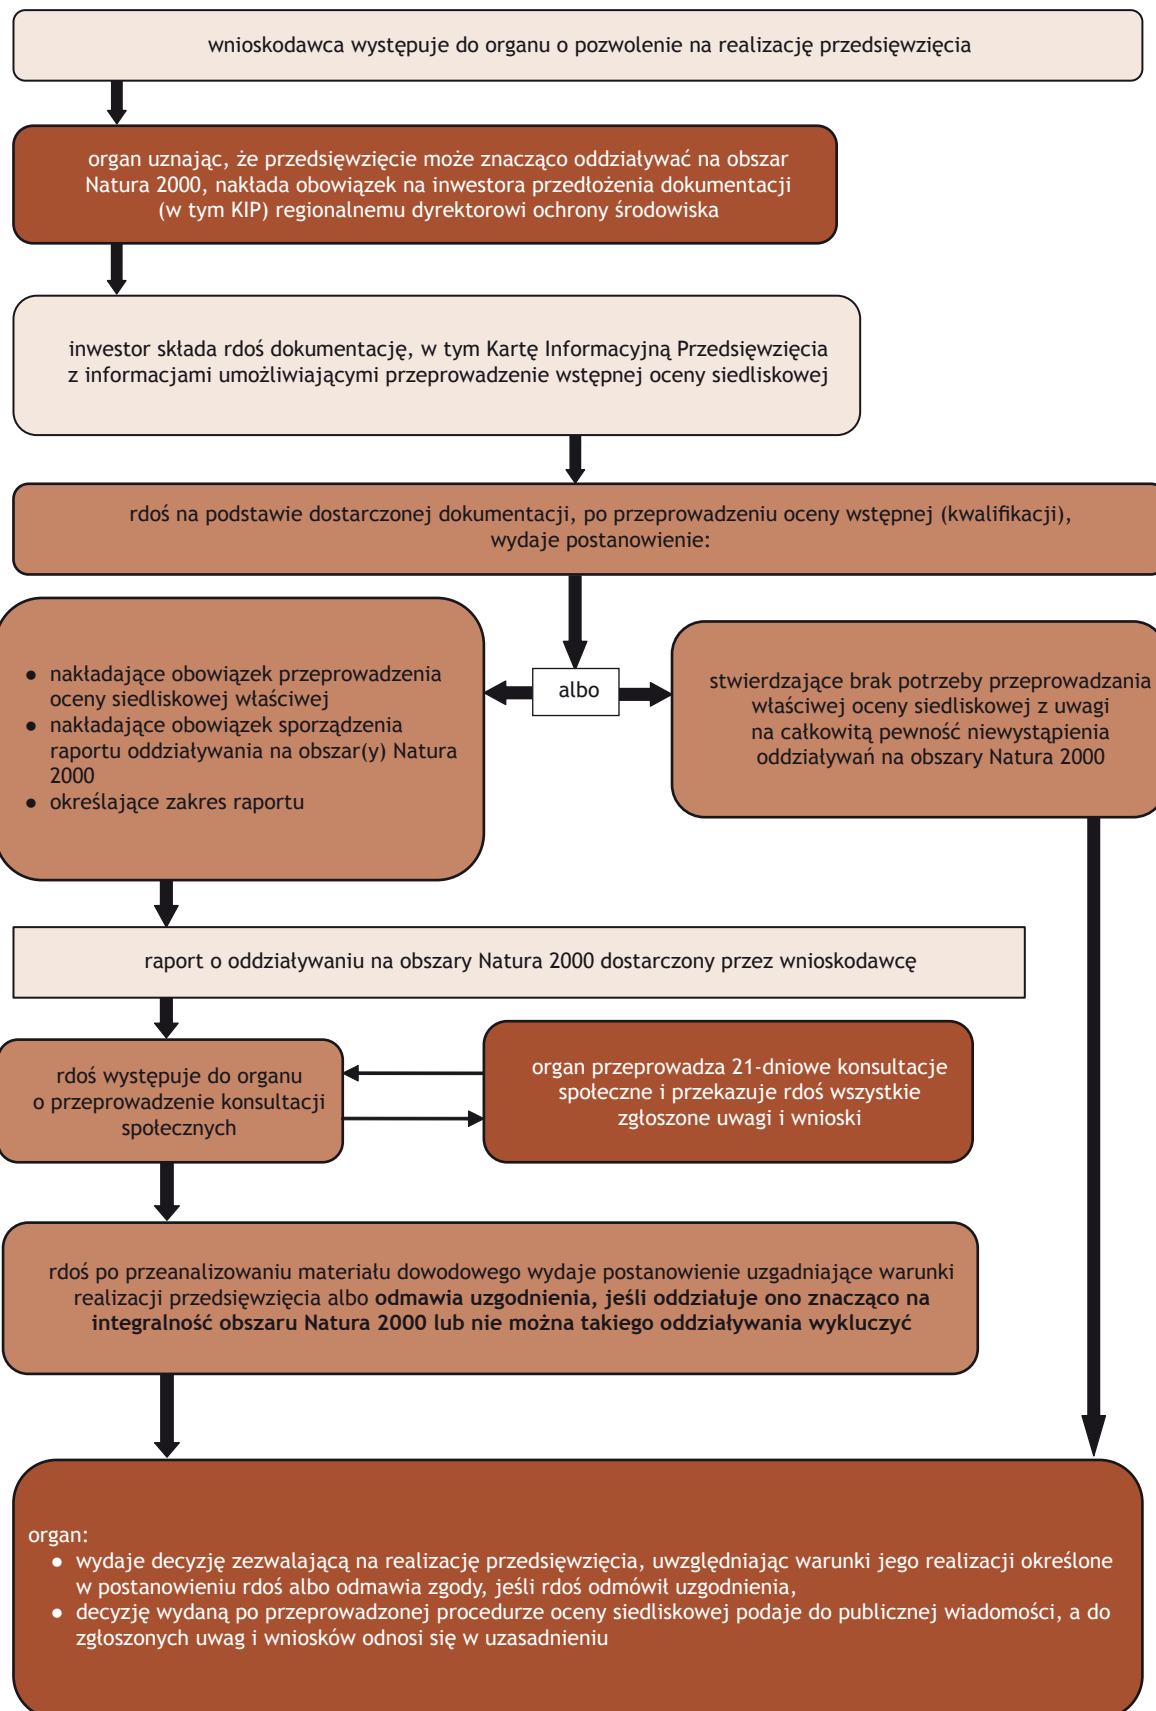 wnioskodawca występuje do organu o pozwolenie na realizację przedsięwzięcia
organ uznając, że przedsięwzięcie może znacząco oddziaływać na obszar
Natura 2000, nakłada obowiązek na inwestora przedłożenia dokumentacji
(w tym KIP) regionalnemu dyrektorowi ochrony środowiska
inwestor składa rdoś dokumentację, w tym Kartę Informacyjną Przedsięwzięcia
z informacjami umożliwiającymi przeprowadzenie wstępnej oceny siedliskowej
rdoś na podstawie dostarczonej dokumentacji, po przeprowadzeniu oceny wstępnej (kwalifikacji),
wydaje postanowienie:
● nakładające obowiązek przeprowadzenia
oceny siedliskowej właściwej
● nakładające obowiązek sporządzenia
raportu oddziaływania na obszar(y) Natura
2000
● określające zakres raportu
albo
stwierdzające brak potrzeby przeprowadzania
właściwej oceny siedliskowej z uwagi
na całkowitą pewność niewystąpienia
oddziaływań na obszary Natura 2000
raport o oddziaływaniu na obszary Natura 2000 dostarczony przez wnioskodawcę
rdoś występuje do organu
o przeprowadzenie konsultacji
społecznych
organ przeprowadza 21-dniowe konsultacje
społeczne i przekazuje rdoś wszystkie
zgłoszone uwagi i wnioski
rdoś po przeanalizowaniu materiału dowodowego wydaje postanowienie uzgadniające warunki
realizacji przedsięwzięcia albo odmawia uzgodnienia, jeśli oddziałuje ono znacząco na
integralność obszaru Natura 2000 lub nie można takiego oddziaływania wykluczyć
organ:
● wydaje decyzję zezwalającą na realizację przedsięwzięcia, uwzględniając warunki jego realizacji określone
w postanowieniu rdoś albo odmawia zgody, jeśli rdoś odmówił uzgodnienia,
● decyzję wydaną po przeprowadzonej procedurze oceny siedliskowej podaje do publicznej wiadomości, a do
zgłoszonych uwag i wniosków odnosi się w uzasadnieniu